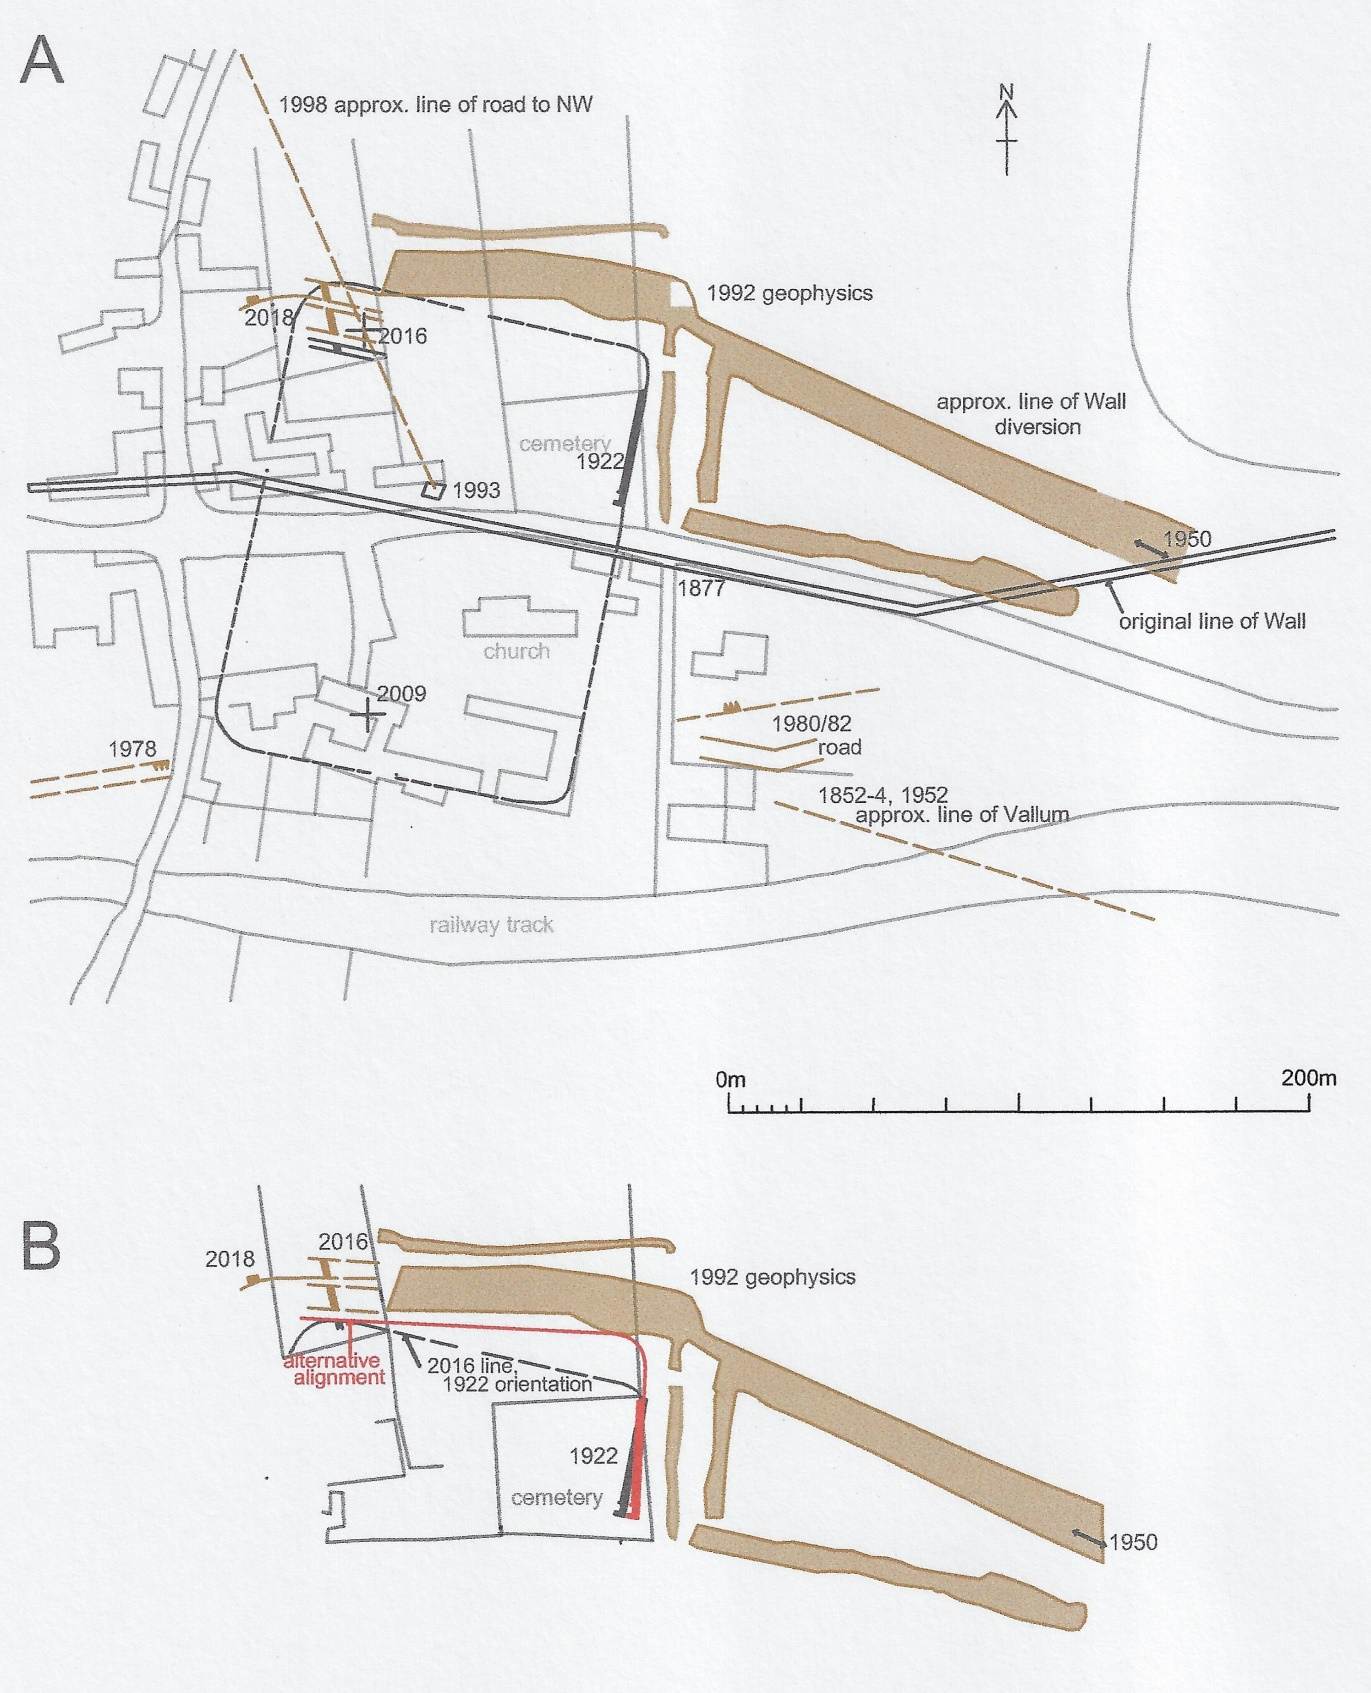 A
1998 approx. line of road to NW
N
1992 geophysics
2018
2016
approx. line of Wall
diversion
cemetery
1922
1993
1950
1877
original line of Wall
church
2009
1980/82
road
1978
1852-4, 1952
approx. line of Vallum
railway track
0m
200m
B
2016
2018
1992 geophysics
alternative
alignment
2016 line,
1922 orientation
1922
cemetery
1950